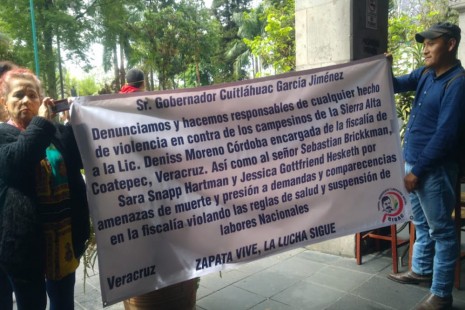 Sr. Gobernador Cuitláhuac García Jiménez
Denunciamos y hacemos responsables de cualquier hecho
de violencia en contra de los campesinos de la Sierra Alta
a la Lic. Deniss Moreno Córdoba encargada de la fiscalía de
Coatepec, Veracruz. Así como al señor Sebastian Brickkman,
Sara Snapp Hartman y Jessica Gottfriend Hesketh por
amenazas de muerte y presión a demandas y comparecencias
en la fiscalía violando las reglas de salud y suspensión de
labores Nacionales
Veracruz ZAPATA VIVE, LA LUCHA SIGUE